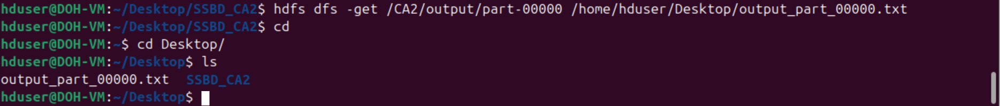 hduser@DOH-VM:~/Desktop/SSBD_CA2$ hdfs dfs -get /CA2/output/part-00000 /home/hduser/Desktop/output_part_00000.txt
hduser@DOH-VM:~/Desktop/SSBD_CA2$ cd
hduser@DOH-VM:~$ cd Desktop/
hduser@DOH-VM:~/Desktop$ ls
output_part_00000.txt  SSBD_CA2
hduser@DOH-VM:~/Desktop$